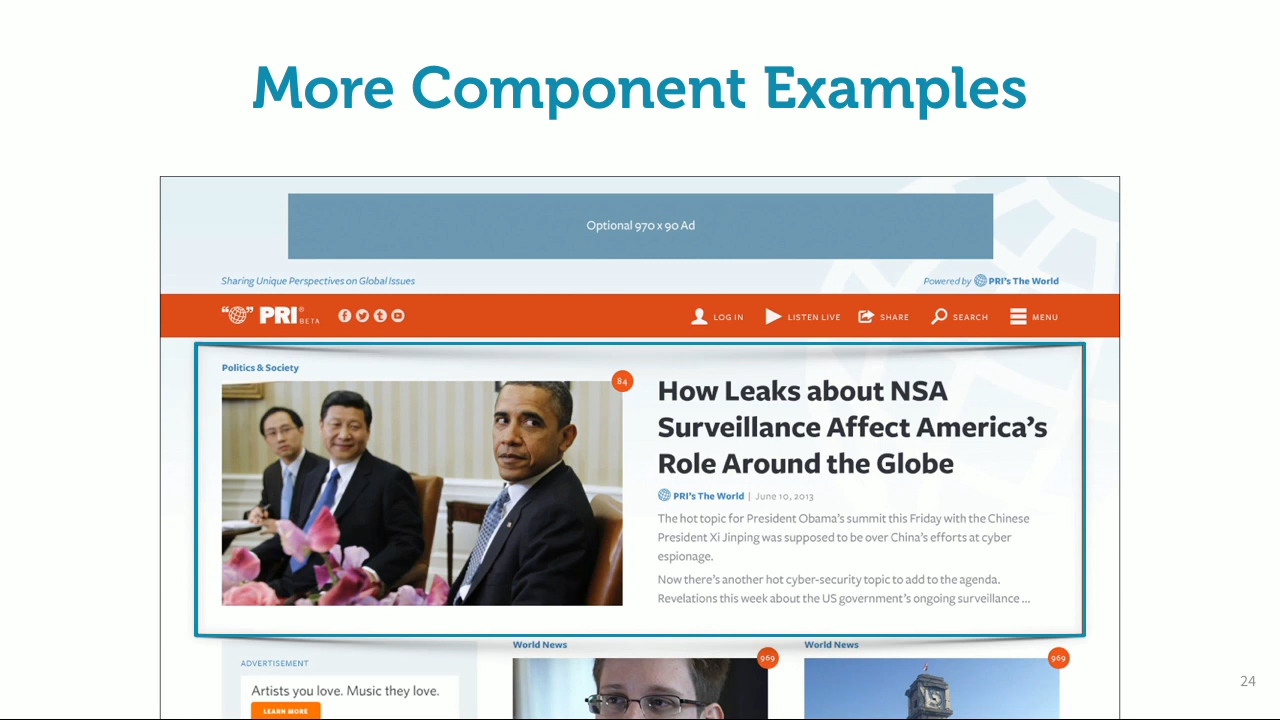 More Component Examples
Optional 970 x 90 Ad
Sharing Unique Perspectives on Global Issues
Powered by PRI's The World
“ ” PRI® BETA
LOG IN
LISTEN LIVE
SHARE
SEARCH
MENU
Politics & Society
84
How Leaks about NSA
Surveillance Affect America’s
Role Around the Globe
PRI's The World | June 10, 2013
The hot topic for President Obama’s summit this Friday with the Chinese
President Xi Jinping was supposed to be over China’s efforts at cyber
espionage.
Now there’s another hot cyber-security topic to add to the agenda.
Revelations this week about the US government’s ongoing surveillance ...
ADVERTISEMENT
Artists you love. Music they love.
LEARN MORE
World News
969
World News
969
24